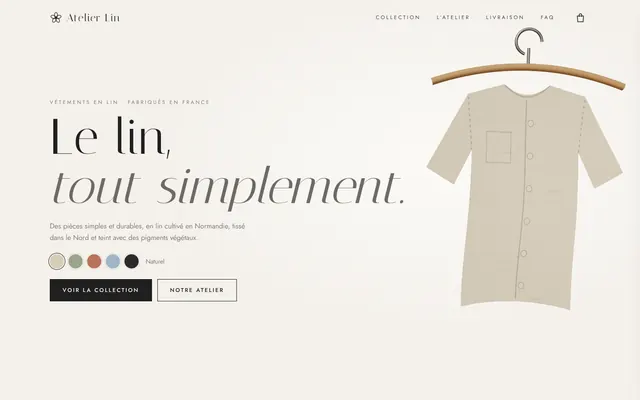 Atelier Lin
COLLECTION L'ATELIER LIVRAISON FAQ
VÊTEMENTS EN LIN FABRIQUÉS EN FRANCE
Le lin,
tout simplement.
Des pièces simples et durables, en lin cultivé en Normandie, tissé
dans le Nord et teint avec des pigments végétaux.
Naturel
VOIR LA COLLECTION NOTRE ATELIER